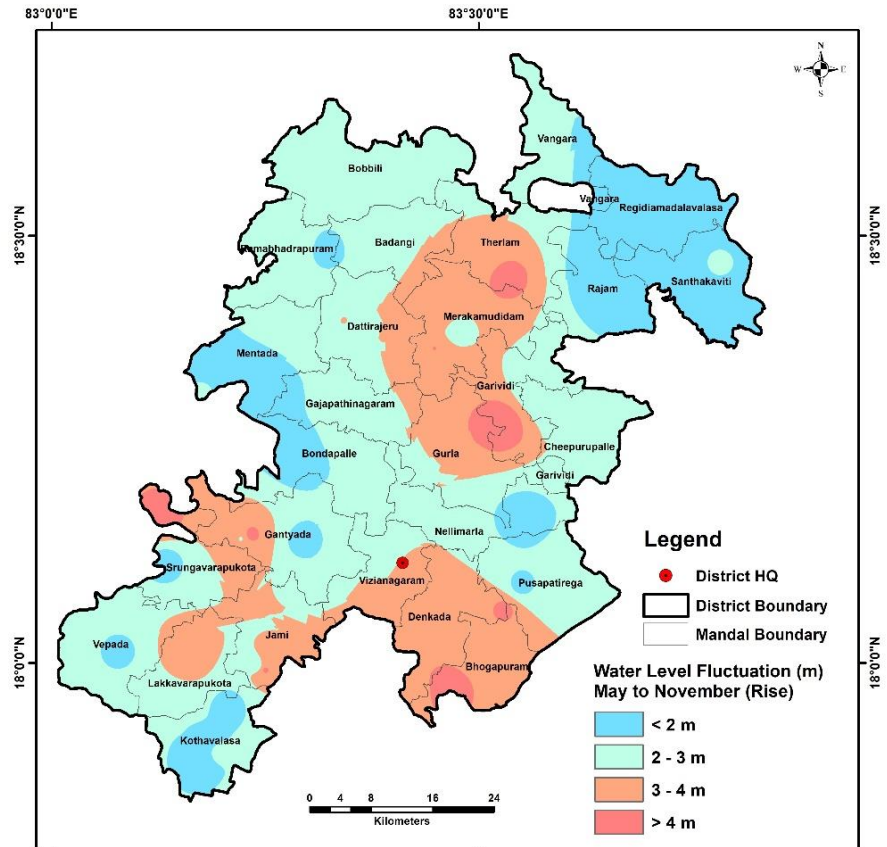 83°0'0"E
83°30'0"E
N
W
E
S
Vangara
Bobbili
Vangara
Regidiamadalavalasa
18°30'0"N
18°30'0"N
Ramabhadrapuram
Badangi
Therlam
Rajam
Santhakaviti
Merakamudidam
Dattirajeru
Mentada
Garividi
Gajapathinagaram
Cheepurupalle
Bondapalle
Gurla
Garividi
Gantyada
Nellimarla
Srungavarapukota
Vizianagaram
Pusapatirega
Denkada
Vepada
Jami
Bhogapuram
Lakkavarapukota
18°0'0"N
18°0'0"N
Kothavalasa
Legend
District HQ
District Boundary
Mandal Boundary
Water Level Fluctuation (m)
May to November (Rise)
< 2 m
2 - 3 m
3 - 4 m
> 4 m
0 4 8 16 24
Kilometers